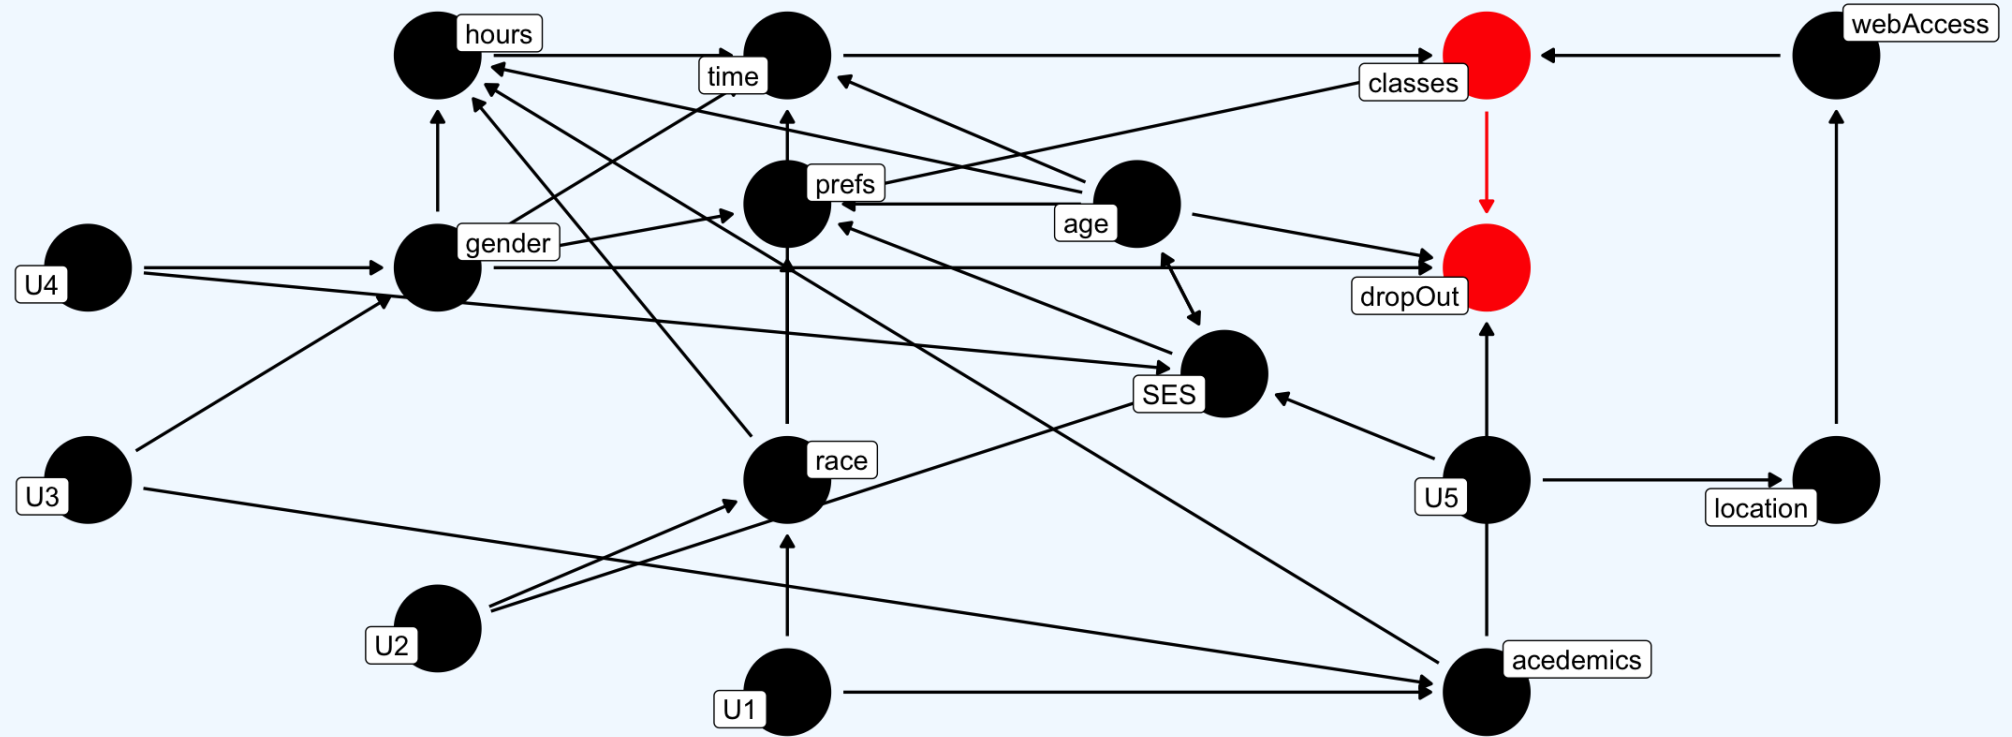 hours
webAccess
time
classes
prefs
age
gender
U4
dropOut
SES
race
U3
U5
location
U2
acedemics
U1